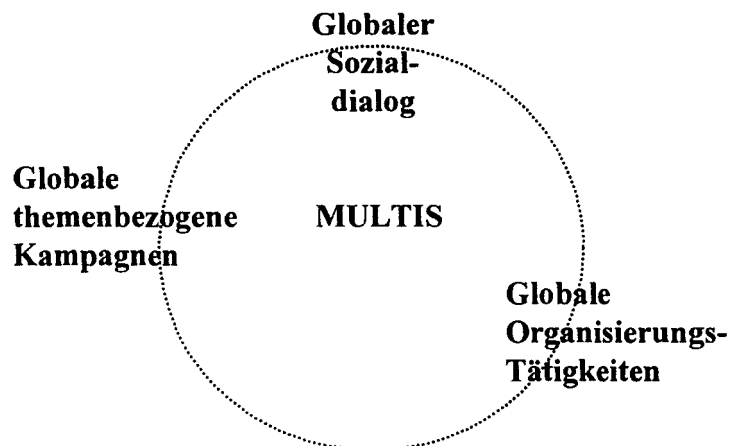 Globaler
Sozial-
dialog
Globale
themenbezogene
Kampagnen
MULTIS
Globale
Organisierungs-
Tätigkeiten